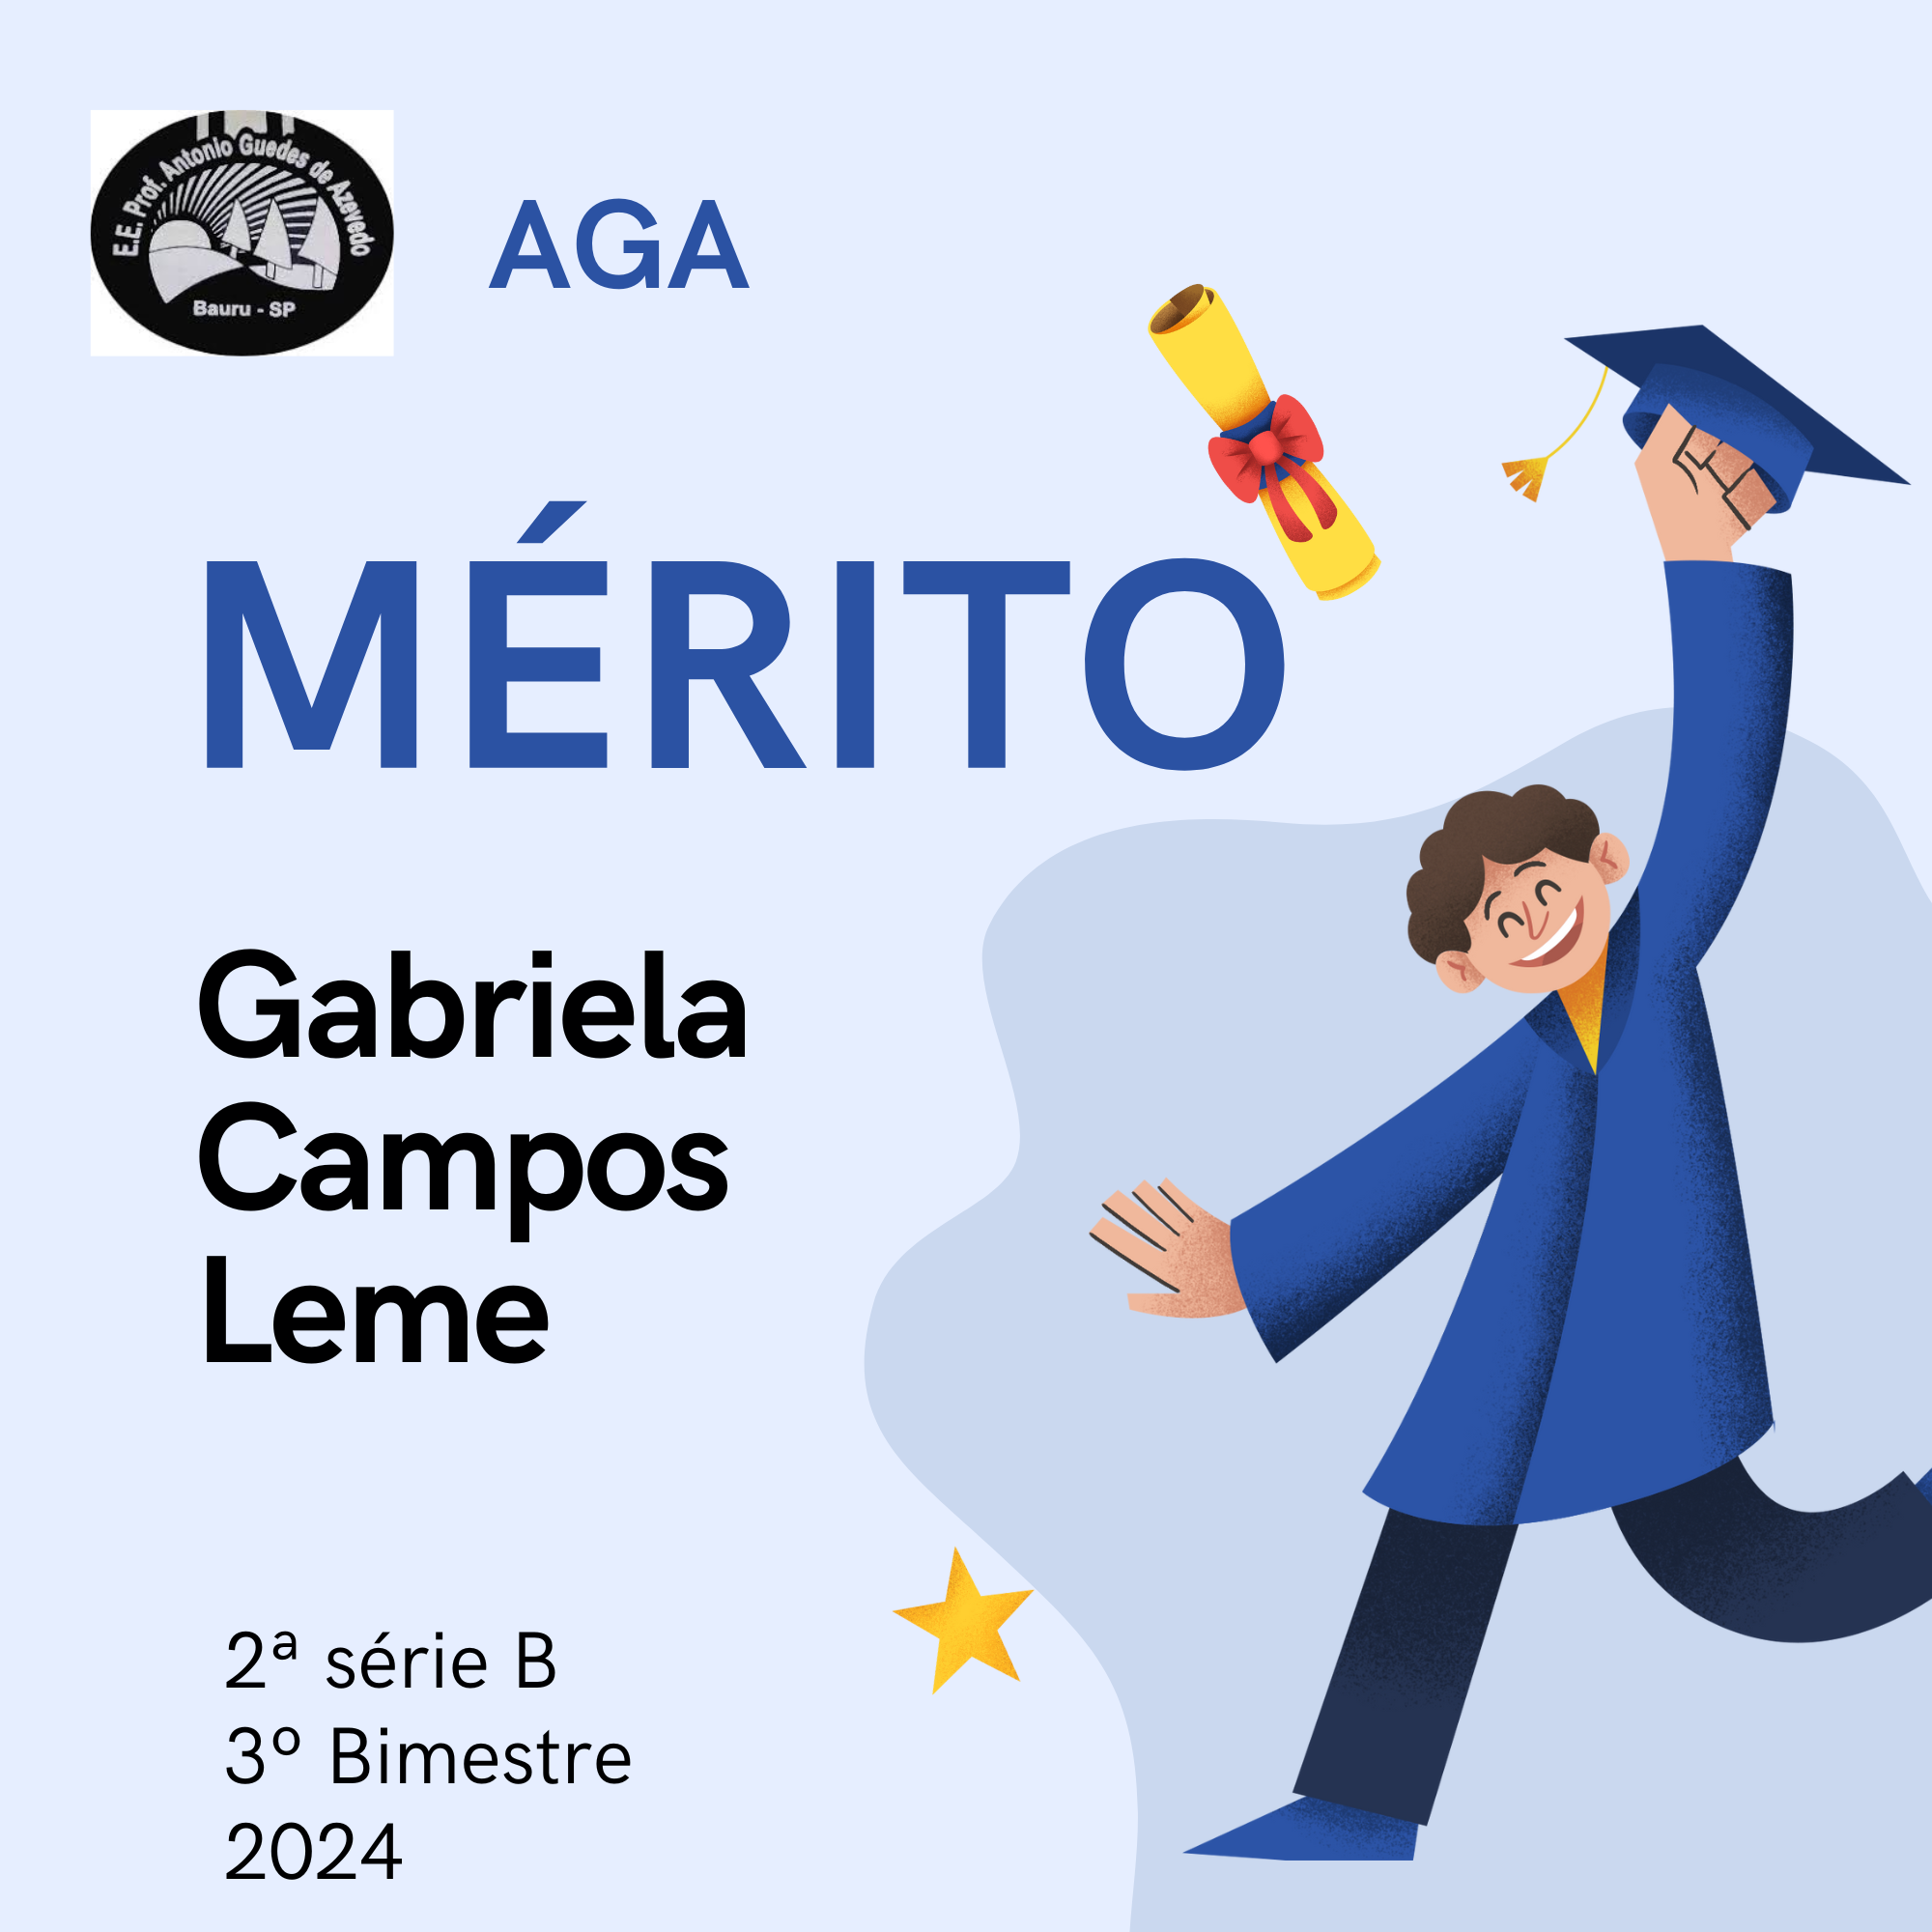 E.E. Prof. Antonio Guedes de Azevedo
Bauru - SP
AGA
MÉRITO
Gabriela
Campos
Leme
2ª série B
3º Bimestre
2024